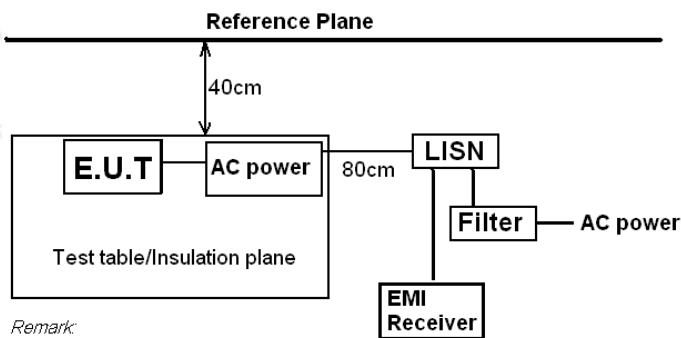 Reference Plane
40cm
E.U.T
AC power
80cm
LISN
Filter
AC power
Test table/Insulation plane
EMI
Receiver
Remark: